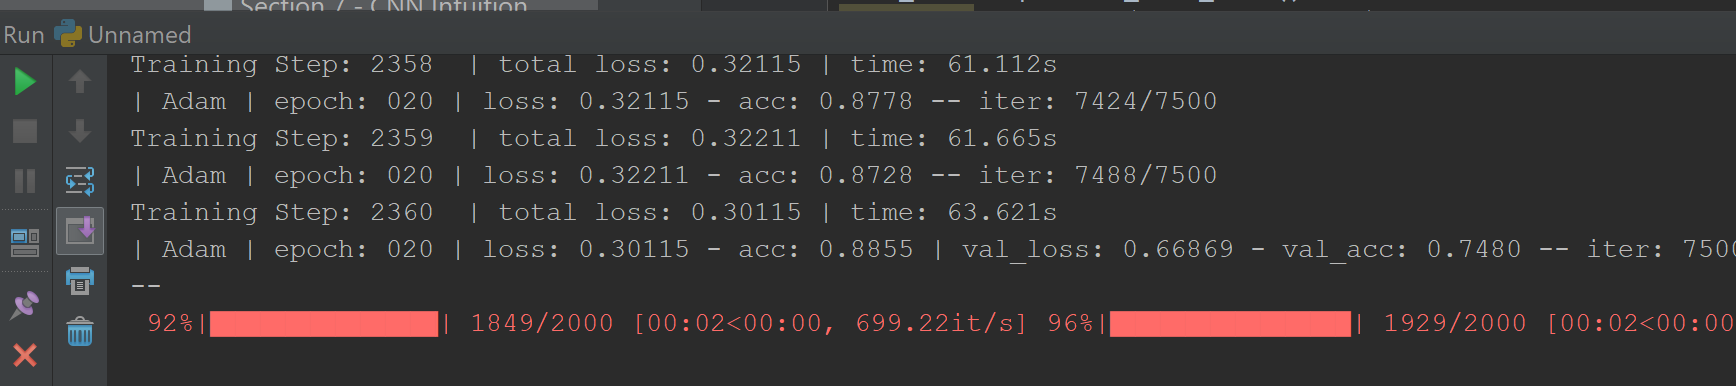 Section 7 - CNN Intuition
Run Unnamed
Training Step: 2358  | total loss: 0.32115 | time: 61.112s
| Adam | epoch: 020 | loss: 0.32115 - acc: 0.8778 -- iter: 7424/7500
Training Step: 2359  | total loss: 0.32211 | time: 61.665s
| Adam | epoch: 020 | loss: 0.32211 - acc: 0.8728 -- iter: 7488/7500
Training Step: 2360  | total loss: 0.30115 | time: 63.621s
| Adam | epoch: 020 | loss: 0.30115 - acc: 0.8855 | val_loss: 0.66869 - val_acc: 0.7480 -- iter: 7500
--
92%|███████████████| 1849/2000 [00:02<00:00, 699.22it/s] 96%|████████████████| 1929/2000 [00:02<00:00